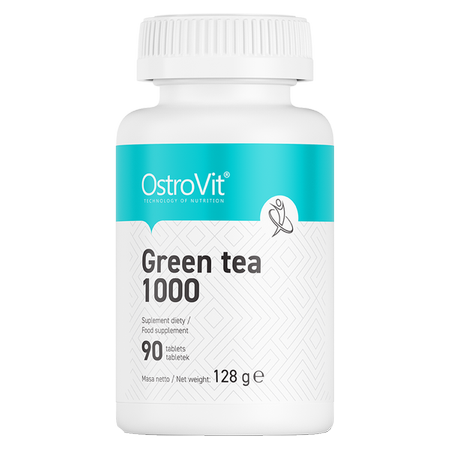 OstroVit®
TECHNOLOGY OF NUTRITION
Green tea
1000
Suplement diety /
Food supplement
90 tablets
tabletek
Masa netto / Net weight: 128 g ℮